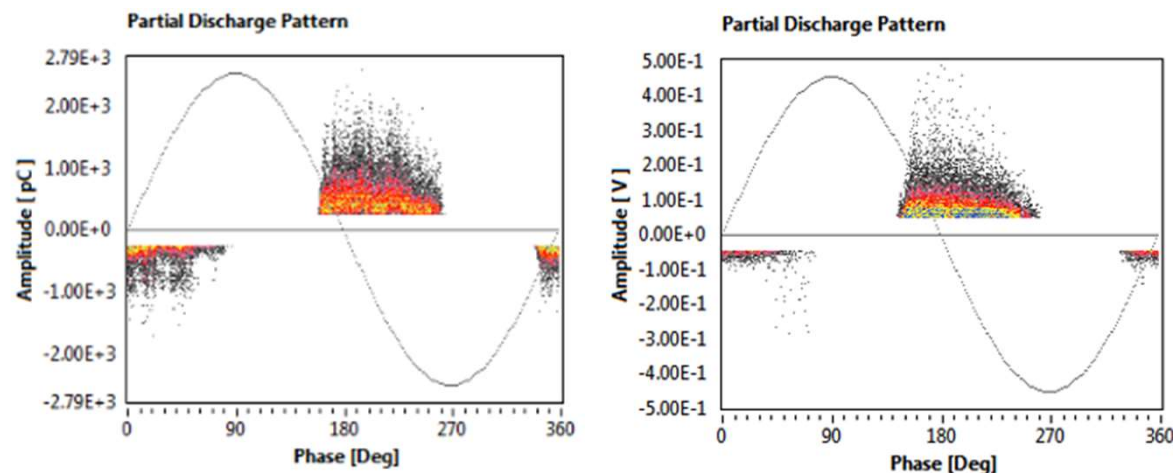 Partial Discharge Pattern
2.79E+3
2.00E+3
1.00E+3
0.00E+0
-1.00E+3
-2.00E+3
-2.79E+3
Amplitude [ pC]
0 90 180 270 360
Phase [Deg]
Partial Discharge Pattern
5.00E-1
4.00E-1
3.00E-1
2.00E-1
1.00E-1
0.00E+0
-1.00E-1
-2.00E-1
-3.00E-1
-4.00E-1
-5.00E-1
Amplitude [ V]
0 90 180 270 360
Phase [Deg]